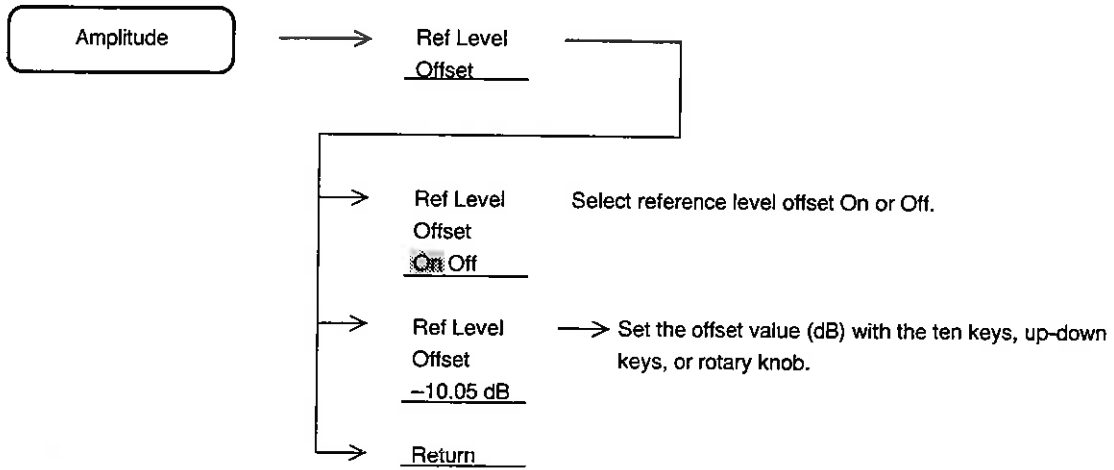 Amplitude
Ref Level
Offset
Ref Level
Offset
On Off
Select reference level offset On or Off.
Ref Level
Offset
–10.05 dB
Set the offset value (dB) with the ten keys, up-down
keys, or rotary knob.
Return